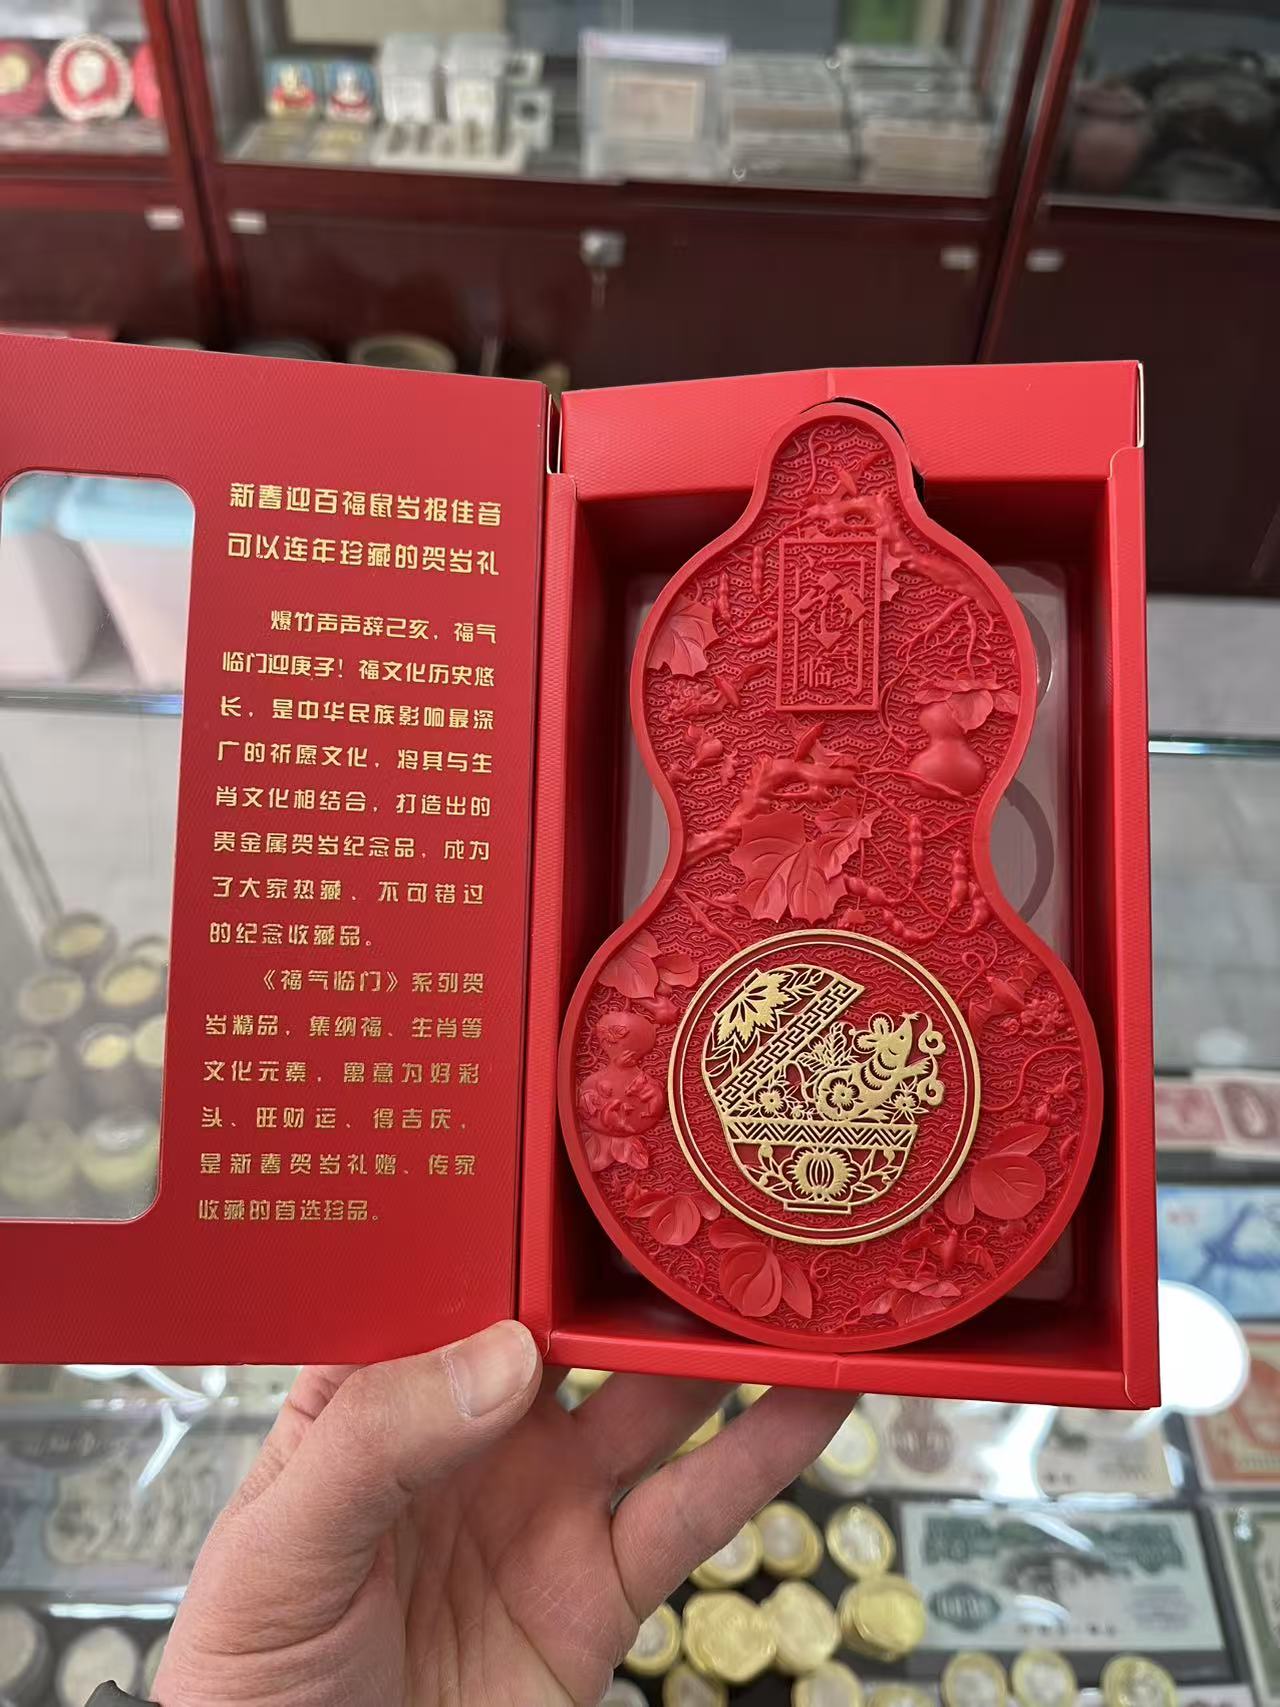 新春迎百福鼠岁报佳音
可以连年珍藏的贺岁礼
爆竹声声辞己亥，福气
临门迎庚子！福文化历史悠
长，是中华民族影响最深
广的祈愿文化，将其与生
肖文化相结合，打造出的
贵金属贺岁纪念品，成为
了大家热藏、不可错过
的纪念收藏品。
《福气临门》系列贺
岁精品，集纳福、生肖等
文化元素，寓意为好彩
头、旺财运、得吉庆，
是新春贺岁礼赠、传家
收藏的首选珍品。
临